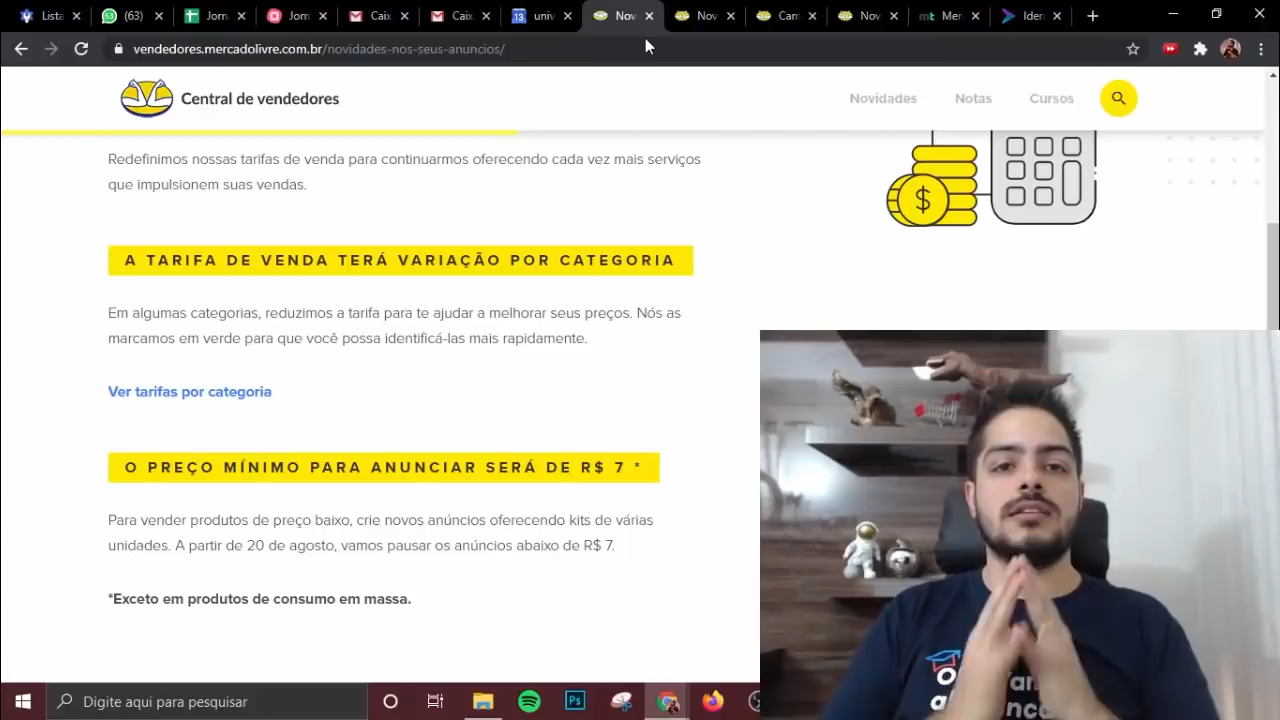 Lista
(63)
Jorn
Jorn
Caix
Caix
13
univ
Nov
Nov
Nov
mt
Mer
Iden
vendedores.mercadolivre.com.br/novidades-nos-seus-anuncios/
Central de vendedores
Novidades
Notas
Cursos
Redefinimos nossas tarifas de venda para continuarmos oferecendo cada vez mais serviços
que impulsionem suas vendas.
$
A TARIFA DE VENDA TERÁ VARIAÇÃO POR CATEGORIA
Em algumas categorias, reduzimos a tarifa para te ajudar a melhorar seus preços. Nós as
marcamos em verde para que você possa identificá-las mais rapidamente.
Ver tarifas por categoria
O PREÇO MÍNIMO PARA ANUNCIAR SERÁ DE R$ 7 *
Para vender produtos de preço baixo, crie novos anúncios oferecendo kits de várias
unidades. A partir de 20 de agosto, vamos pausar os anúncios abaixo de R$ 7.
*Exceto em produtos de consumo em massa.
Digite aqui para pesquisar
Ps